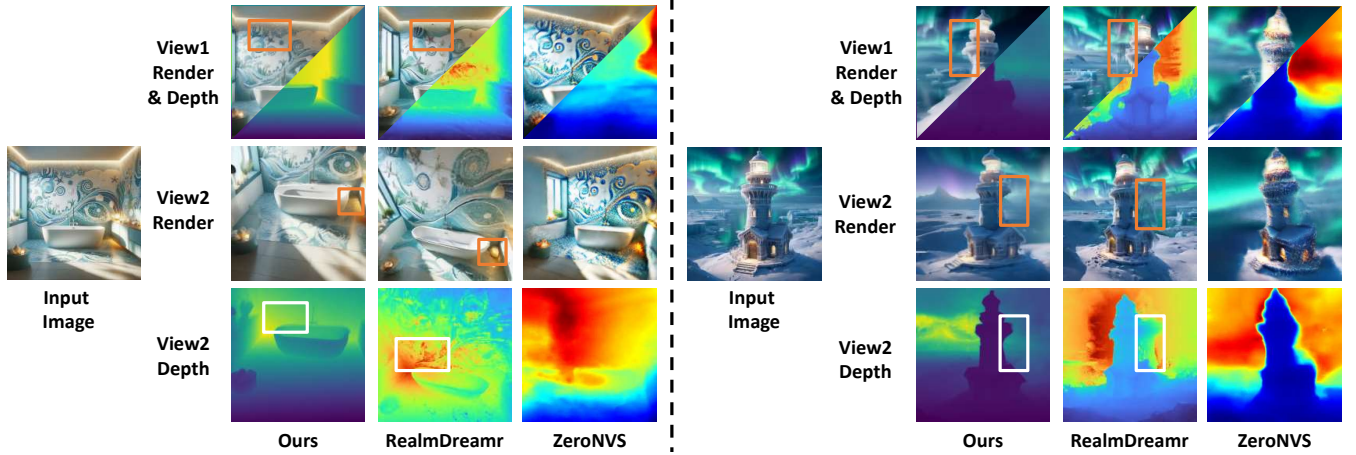 View1
Render
& Depth
View2
Render
Input
Image
View2
Depth
Ours RealmDreamr ZeroNVS
View1
Render
& Depth
View2
Render
Input
Image
View2
Depth
Ours RealmDreamr ZeroNVS